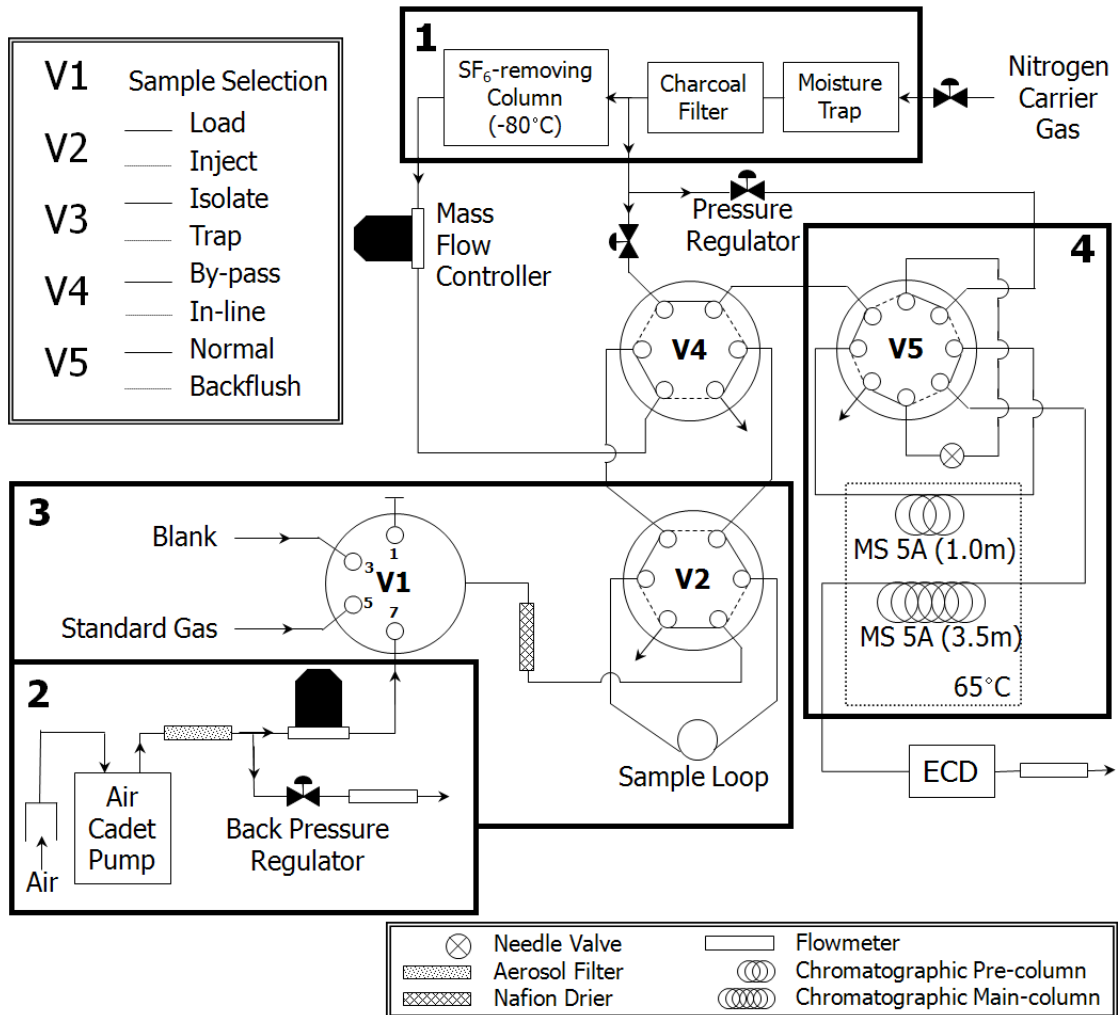 V1
Sample Selection
V2
Load
Inject
V3
Isolate
Trap
V4
By-pass
In-line
V5
Normal
Backflush
1
SF₆-removing
Column
(-80°C)
Charcoal
Filter
Moisture
Trap
Nitrogen
Carrier
Gas
Mass
Flow
Controller
Pressure
Regulator
V4
4
V5
MS 5A (1.0m)
MS 5A (3.5m)
65°C
3
Blank
Standard Gas
1
3
V1
5
7
V2
Sample Loop
ECD
2
Air
Cadet
Pump
Air
Back Pressure
Regulator
Needle Valve
Flowmeter
Aerosol Filter
Chromatographic Pre-column
Nafion Drier
Chromatographic Main-column